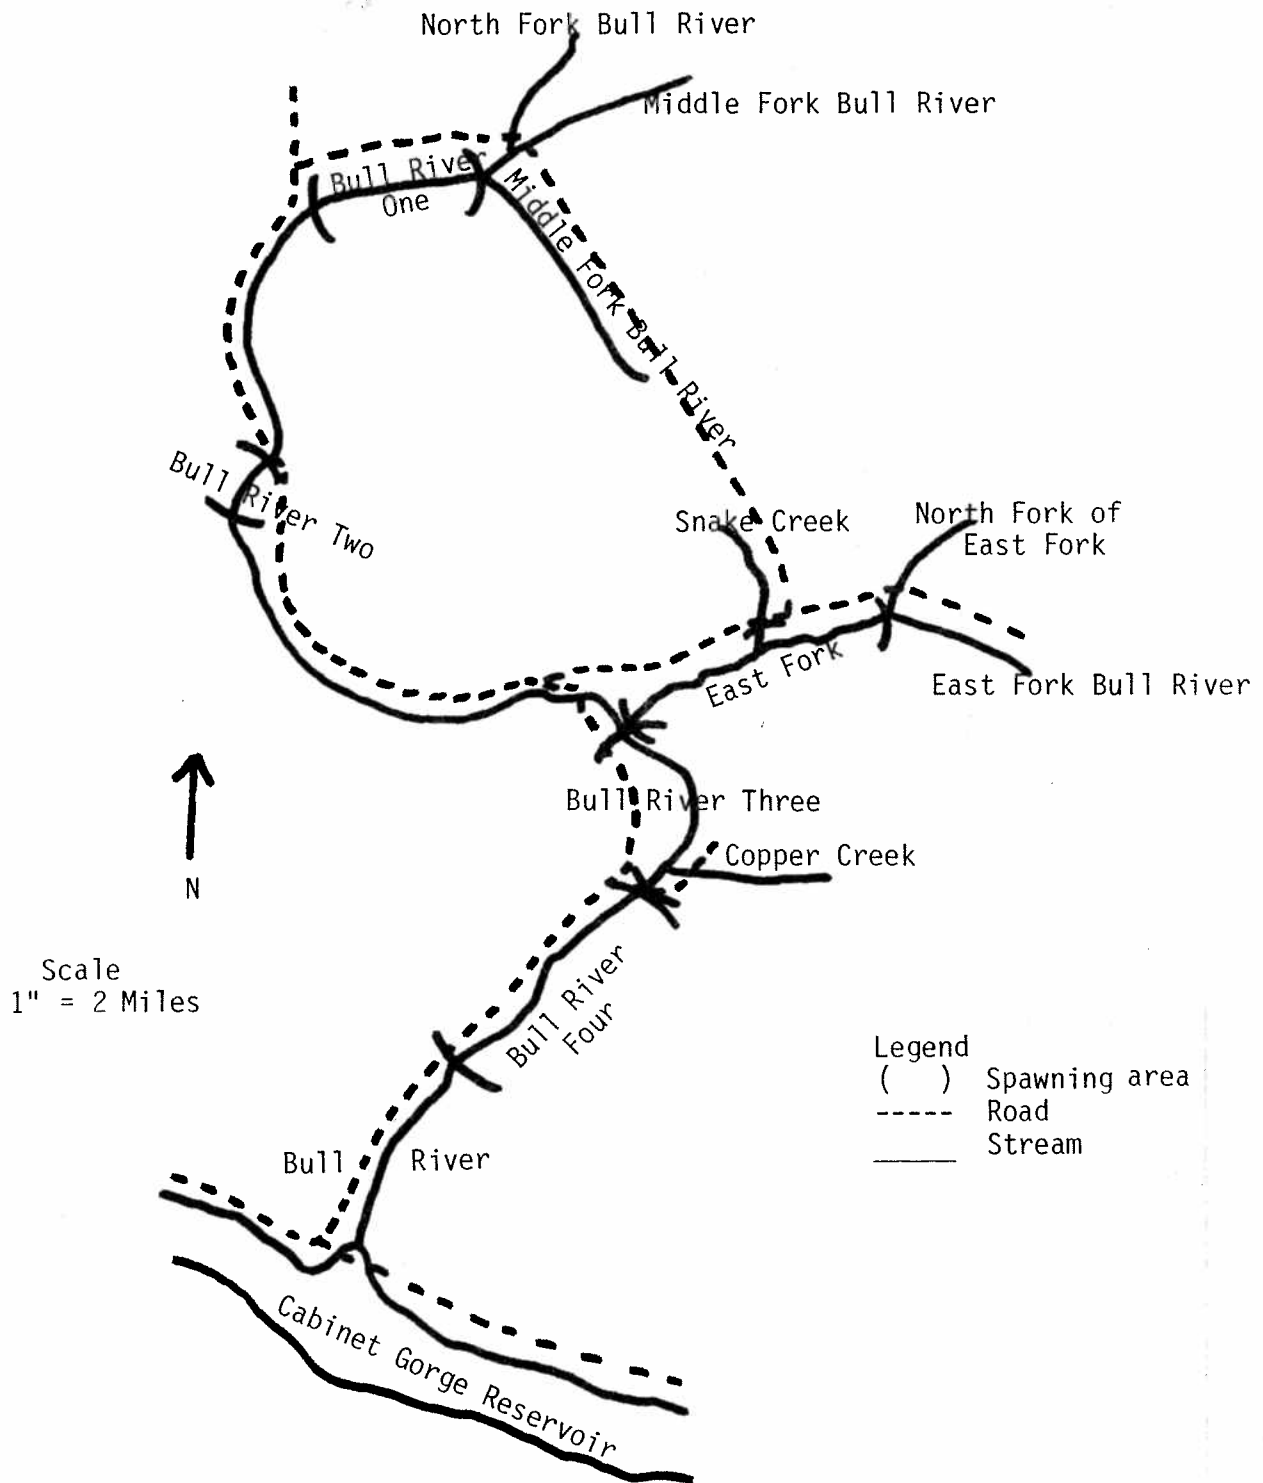 North Fork Bull River
Middle Fork Bull River
Bull River
One
Middle Fork Bull River
Bull River Two
Snake Creek
North Fork of
East Fork
East Fork
East Fork Bull River
Bull River Three
Copper Creek
N
Scale
1" = 2 Miles
Bull River
Four
Legend
( ) Spawning area
----- Road
_____ Stream
Bull River
Cabinet Gorge Reservoir